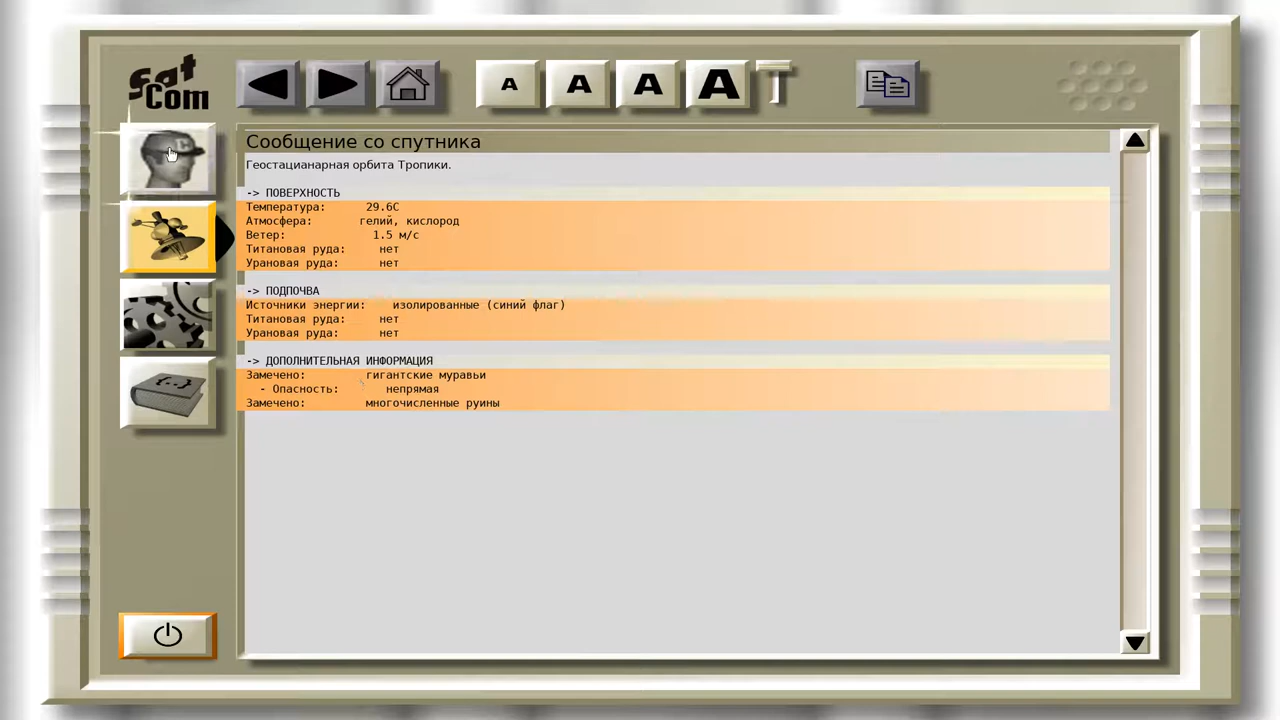 Sat
Com
A A A A T
Сообщение со спутника
Геостацианарная орбита Тропики.
-> ПОВЕРХНОСТЬ
Температура: 29.6C
Атмосфера: гелий, кислород
Ветер: 1.5 м/с
Титановая руда: нет
Урановая руда: нет
-> ПОДПОЧВА
Источники энергии: изолированные (синий флаг)
Титановая руда: нет
Урановая руда: нет
-> ДОПОЛНИТЕЛЬНАЯ ИНФОРМАЦИЯ
Замечено: гигантские муравьи
- Опасность: непрямая
Замечено: многочисленные руины
{..}